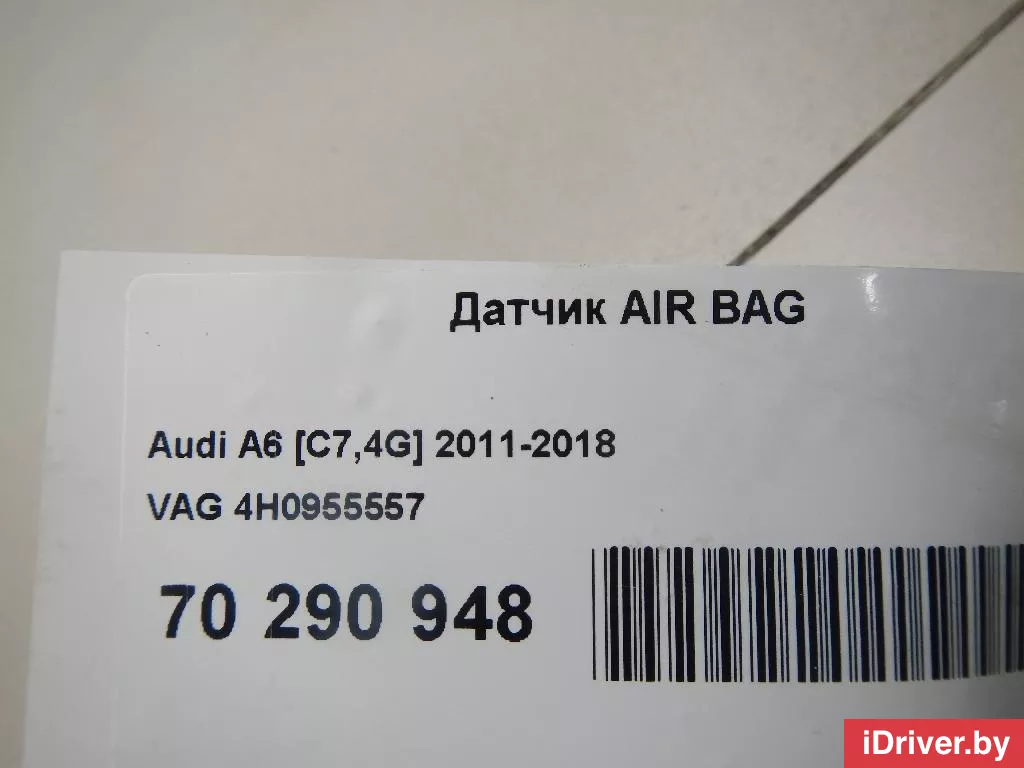 Датчик AIR BAG
Audi A6 [C7,4G] 2011-2018
VAG 4H0955557
70 290 948
iDriver.by